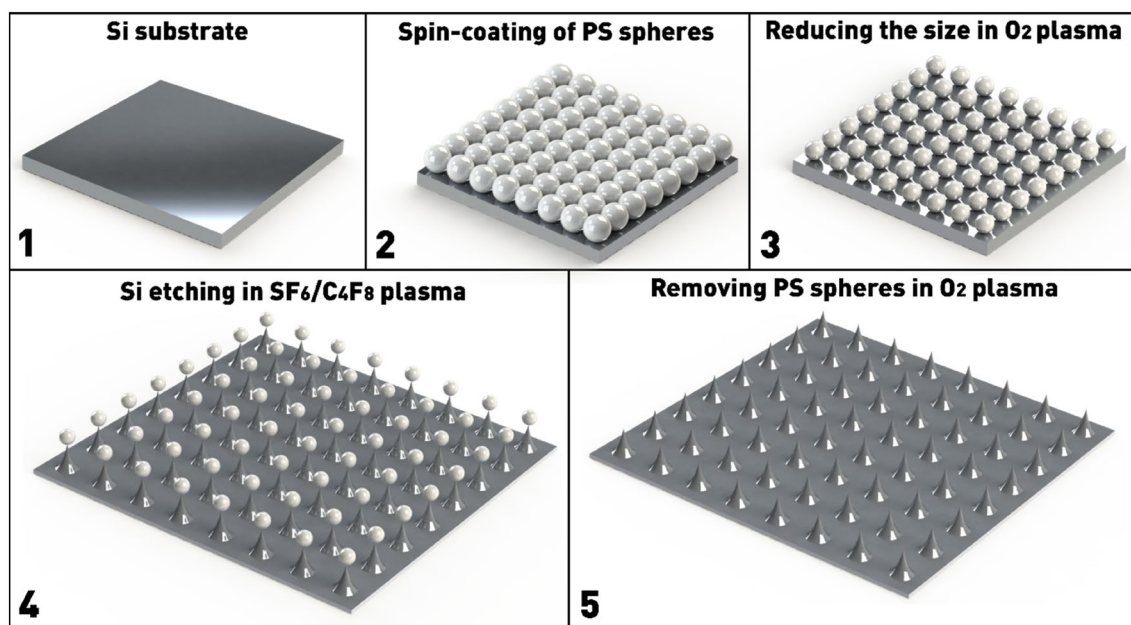 Si substrate
1
Spin-coating of PS spheres
2
Reducing the size in O₂ plasma
3
Si etching in SF₆/C₄F₈ plasma
4
Removing PS spheres in O₂ plasma
5